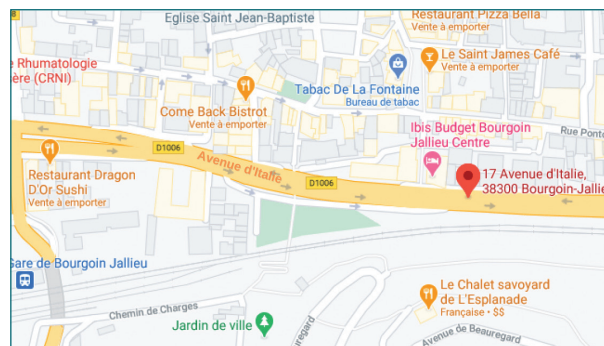 Eglise Saint Jean-Baptiste
Restaurant Pizza Bella
Vente à emporter
Rhumatologie
(CRNI)
Le Saint James Café
Vente à emporter
Tabac De La Fontaine
Bureau de tabac
Come Back Bistrot
Vente à emporter
Rue Pont
Ibis Budget Bourgoin
Jallieu Centre
D1006
Avenue d'Italie
Restaurant Dragon
D'Or Sushi
Vente à emporter
D1006
17 Avenue d'Italie,
38300 Bourgoin-Jallie
Gare de Bourgoin Jallieu
Le Chalet savoyard
de L'Esplanade
Française • $$
Chemin de Charges
Jardin de ville
Avenue de Beauregard